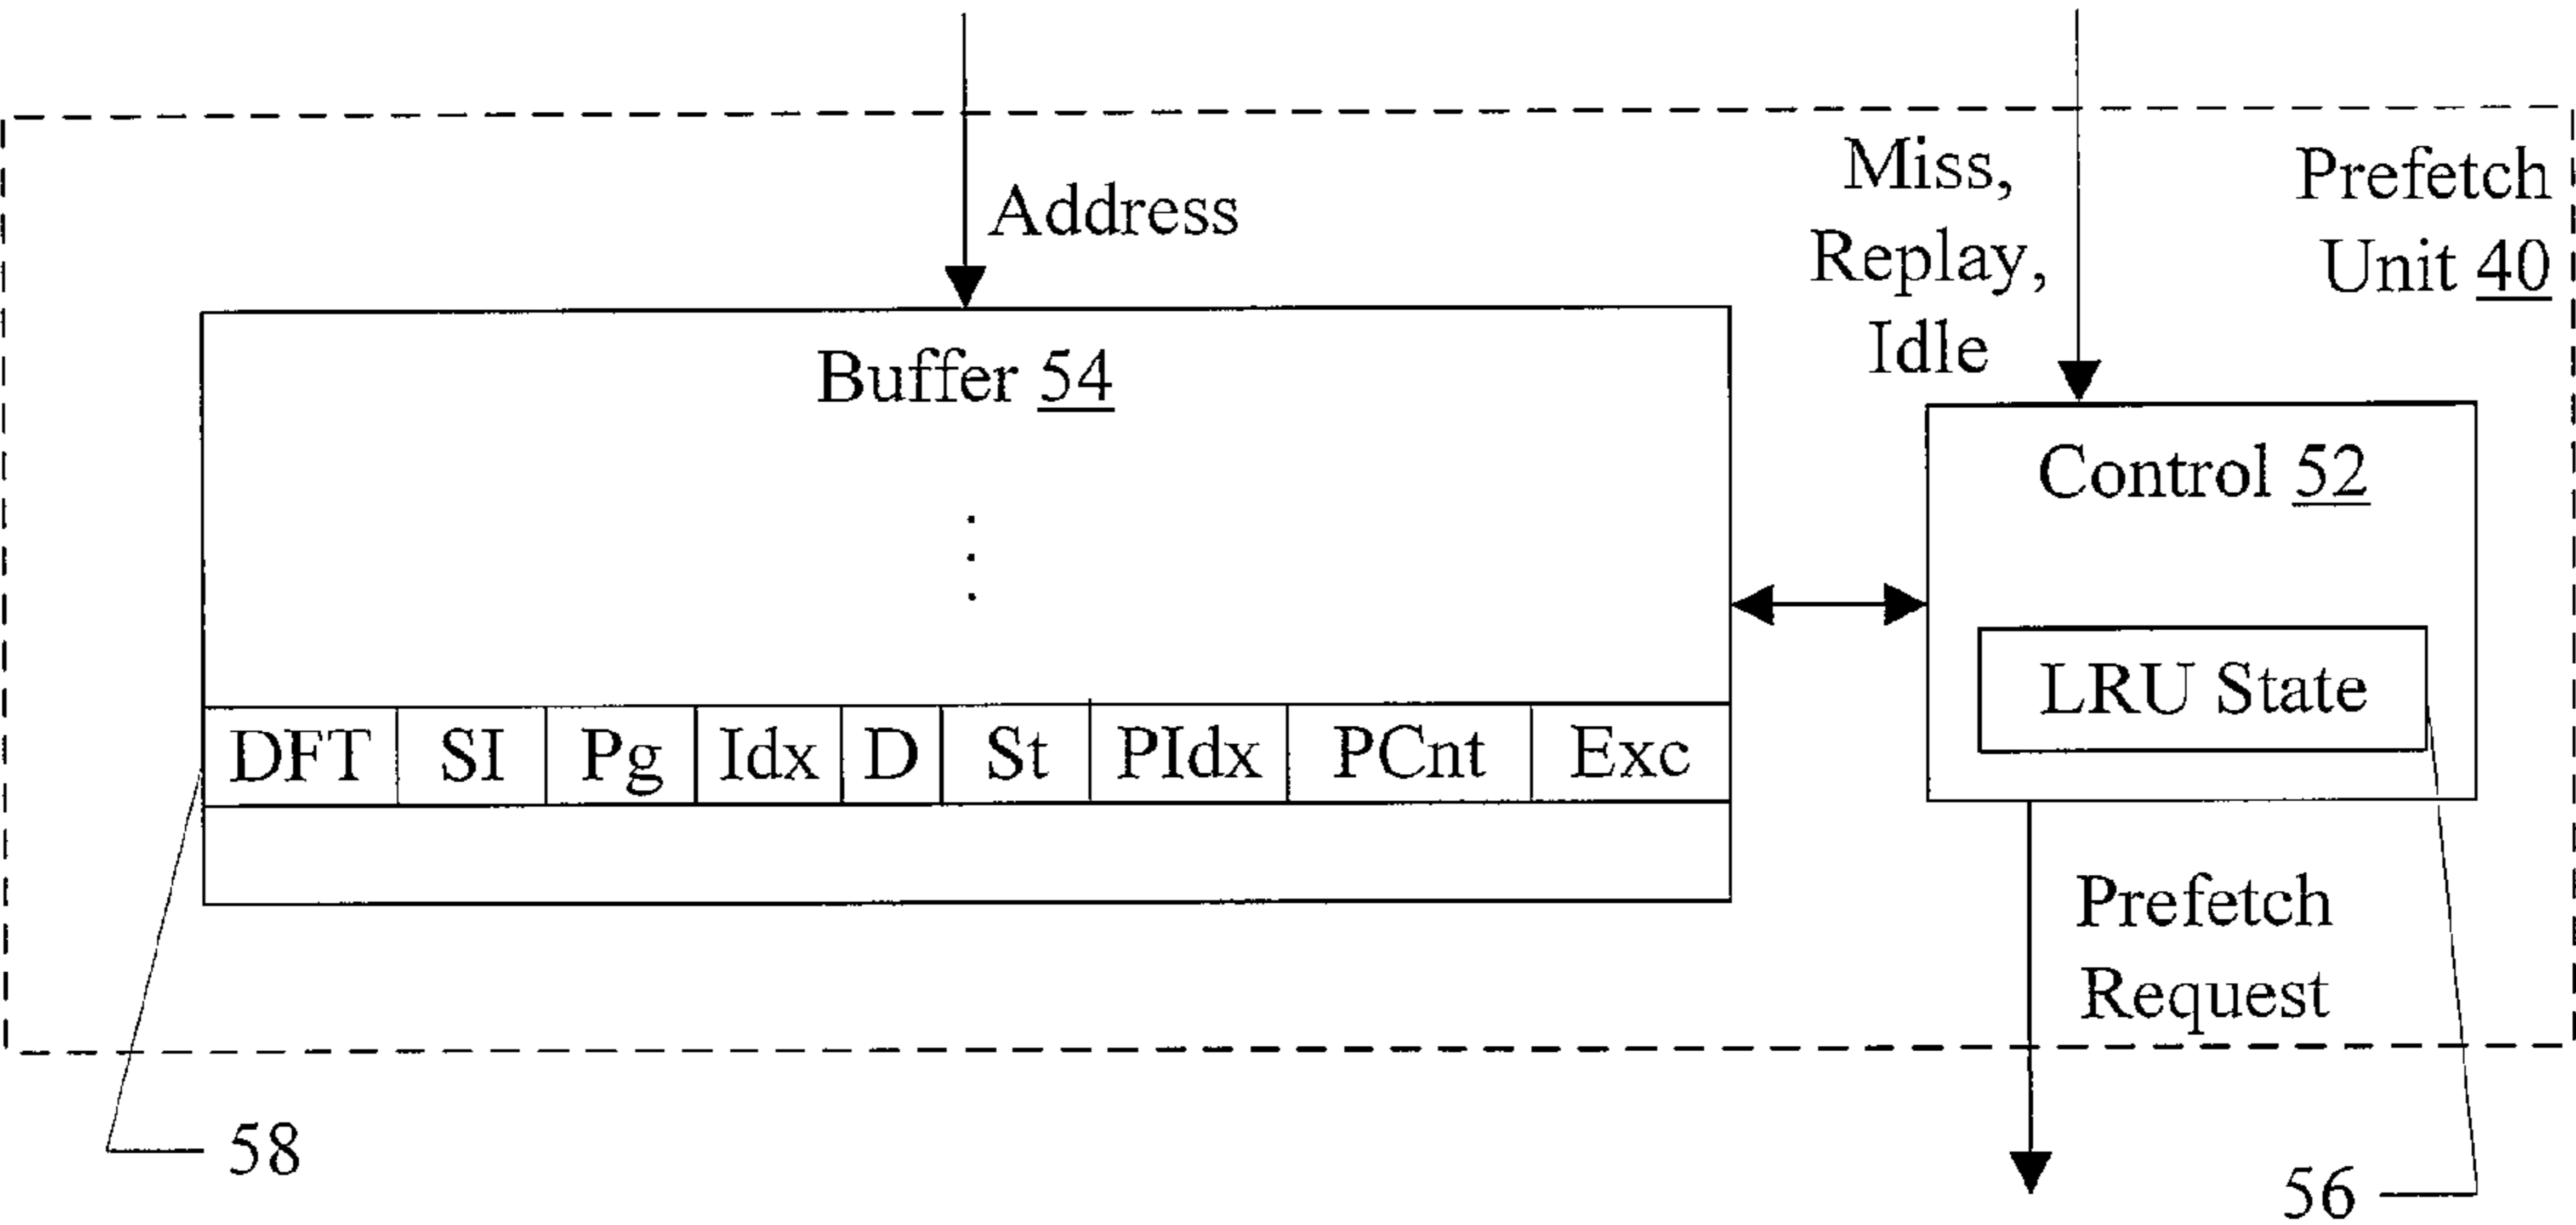 Address
Miss,
Replay,
Idle
Prefetch
Unit 40
Buffer 54
Control 52
LRU State
DFT SI Pg Idx D St PIdx PCnt Exc
Prefetch
Request
58
56